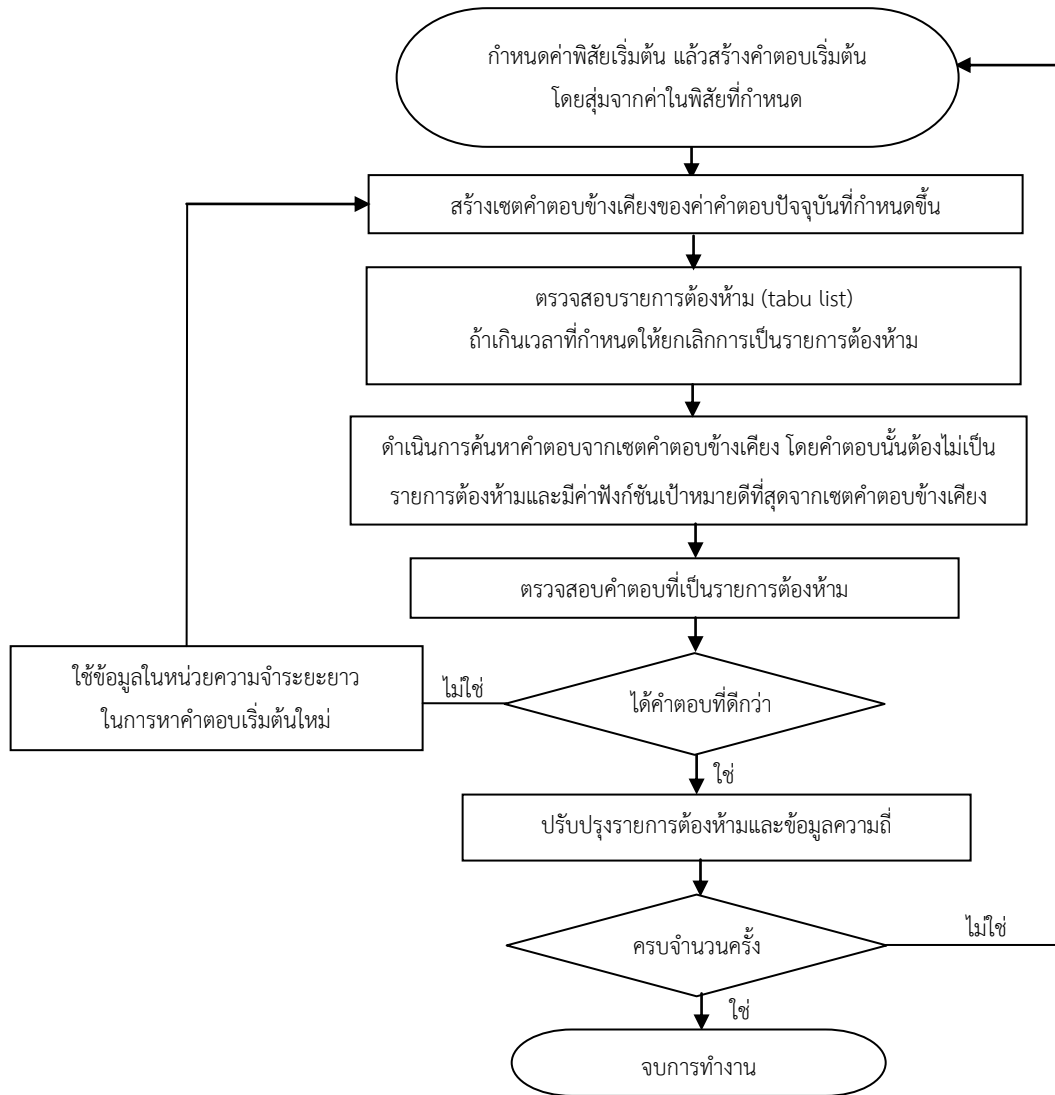 กำหนดค่าพิสัยเริ่มต้น แล้วสร้างคำตอบเริ่มต้น
โดยสุ่มจากค่าในพิสัยที่กำหนด
สร้างเซตคำตอบข้างเคียงของค่าคำตอบปัจจุบันที่กำหนดขึ้น
ตรวจสอบรายการต้องห้าม (tabu list)
ถ้าเกินเวลาที่กำหนดให้ยกเลิกการเป็นรายการต้องห้าม
ดำเนินการค้นหาคำตอบจากเซตคำตอบข้างเคียง โดยคำตอบนั้นต้องไม่เป็น
รายการต้องห้ามและมีค่าฟังก์ชันเป้าหมายดีที่สุดจากเซตคำตอบข้างเคียง
ตรวจสอบคำตอบที่เป็นรายการต้องห้าม
ใช้ข้อมูลในหน่วยความจำระยะยาว
ในการหาคำตอบเริ่มต้นใหม่
ไม่ใช่
ได้คำตอบที่ดีกว่า
ใช่
ปรับปรุงรายการต้องห้ามและข้อมูลความถี่
ครบจำนวนครั้ง
ไม่ใช่
ใช่
จบการทำงาน